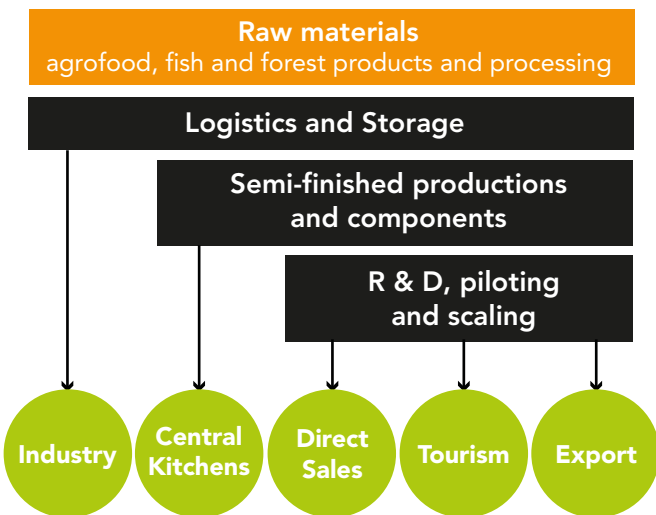 Raw materials
agrofood, fish and forest products and processing
Logistics and Storage
Semi-finished productions
and components
R & D, piloting
and scaling
Industry
Central
Kitchens
Direct
Sales
Tourism
Export